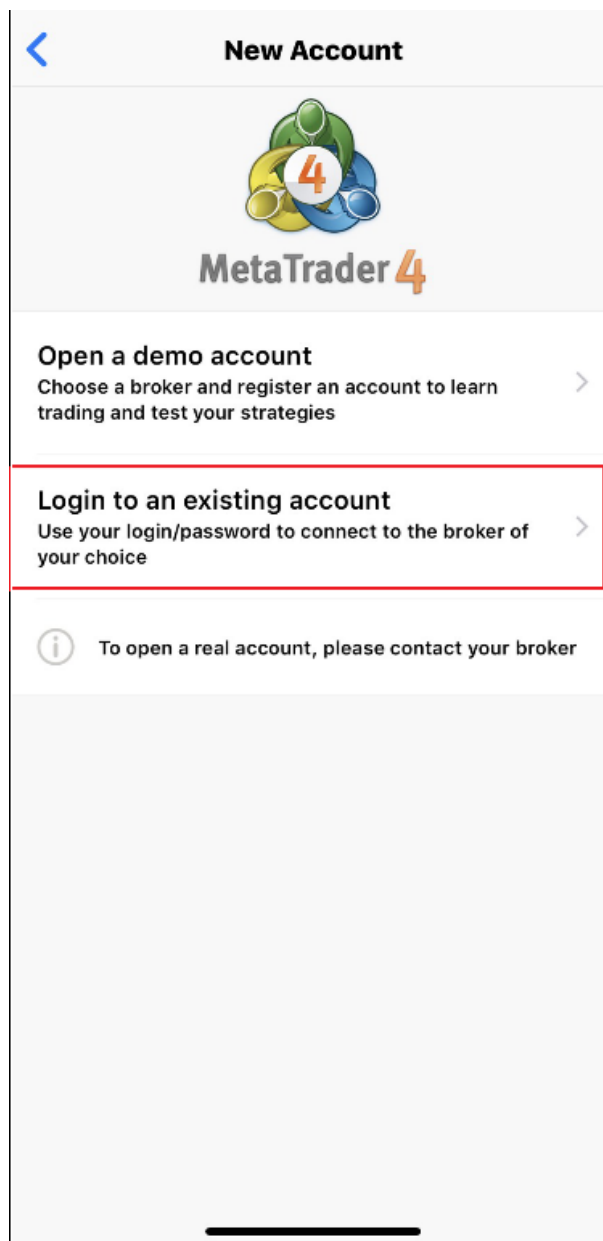 New Account
4
MetaTrader 4
Open a demo account
Choose a broker and register an account to learn
trading and test your strategies
Login to an existing account
Use your login/password to connect to the broker of
your choice
i
To open a real account, please contact your broker